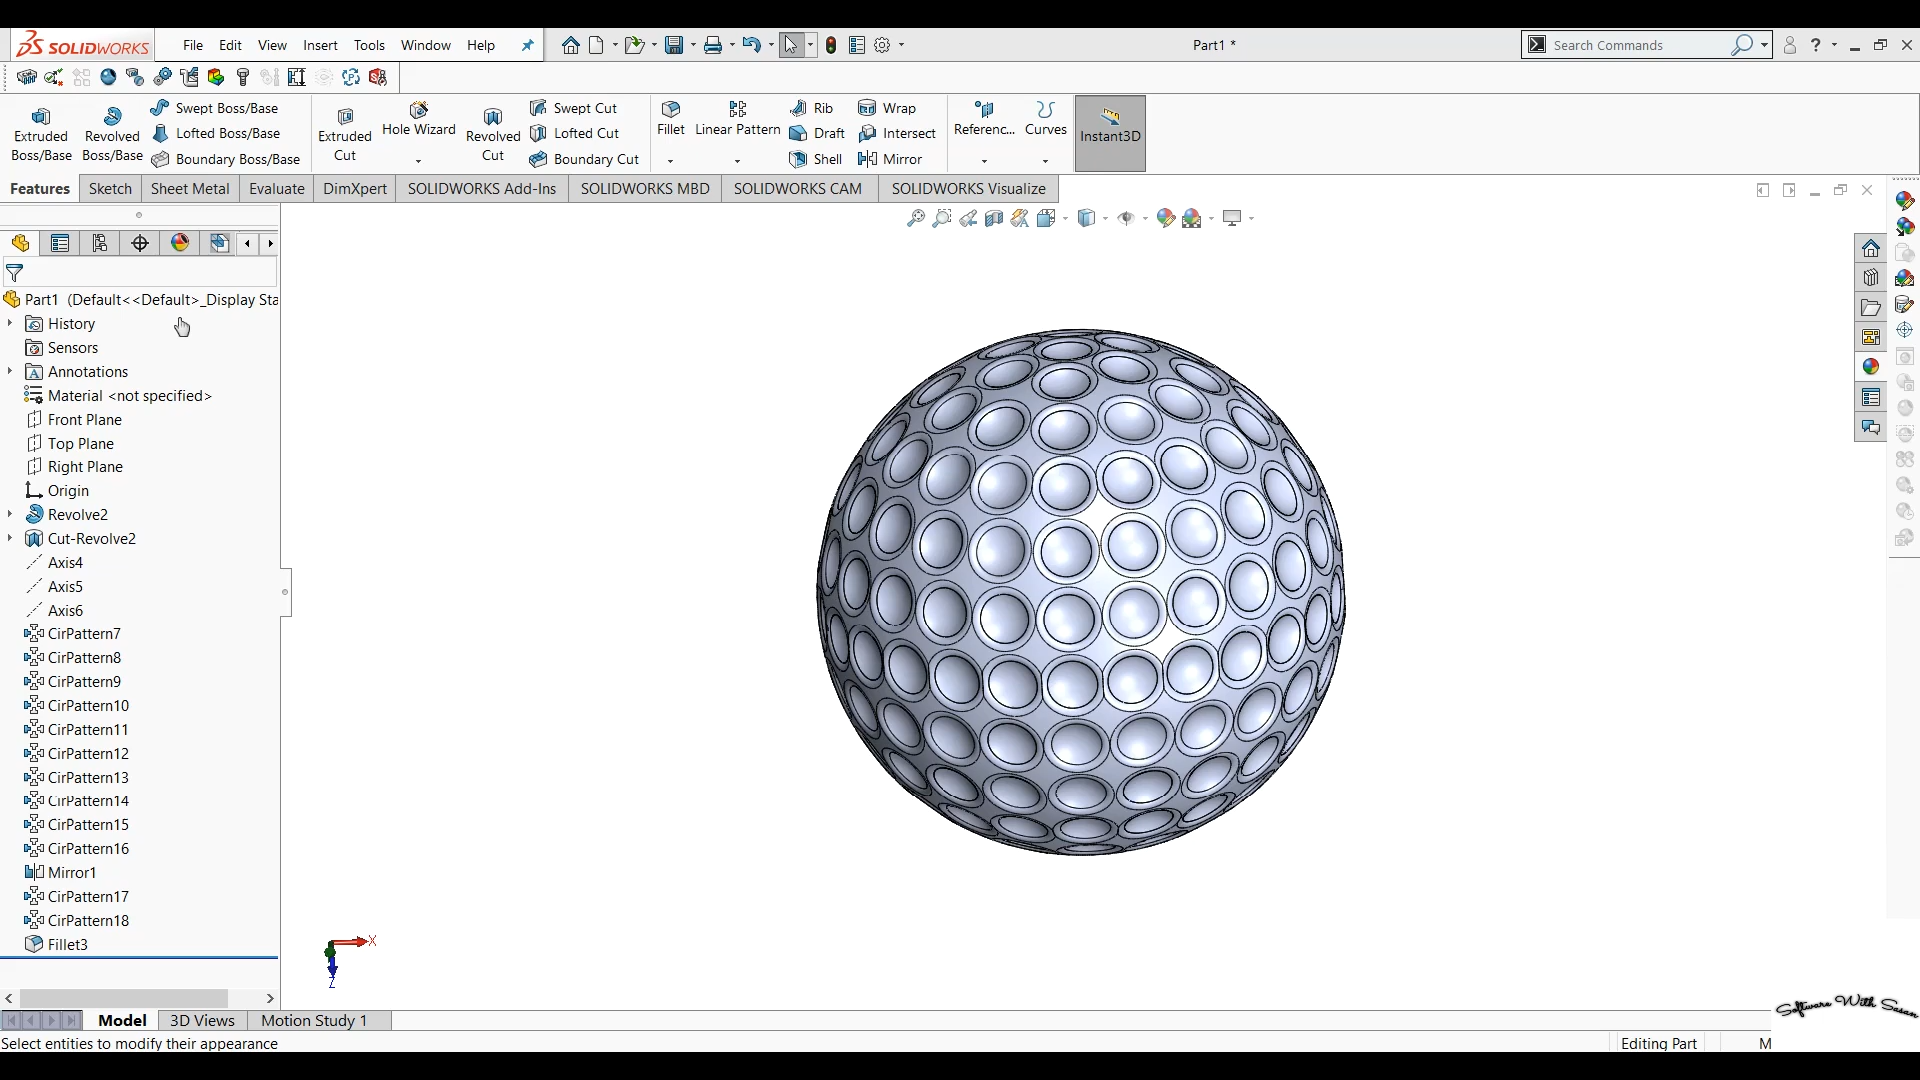 SOLIDWORKS File Edit View Insert Tools Window Help Part1 * Search Commands
Extruded Boss/Base
Revolved Boss/Base
Swept Boss/Base
Lofted Boss/Base
Boundary Boss/Base
Extruded Cut
Hole Wizard
Revolved Cut
Swept Cut
Lofted Cut
Boundary Cut
Fillet
Linear Pattern
Rib
Draft
Shell
Wrap
Intersect
Mirror
Referenc...
Curves
Instant3D
Features Sketch Sheet Metal Evaluate DimXpert SOLIDWORKS Add-Ins SOLIDWORKS MBD SOLIDWORKS CAM SOLIDWORKS Visualize
Part1 (Default<<Default>_Display Sta
History
Sensors
Annotations
Material <not specified>
Front Plane
Top Plane
Right Plane
Origin
Revolve2
Cut-Revolve2
Axis4
Axis5
Axis6
CirPattern7
CirPattern8
CirPattern9
CirPattern10
CirPattern11
CirPattern12
CirPattern13
CirPattern14
CirPattern15
CirPattern16
Mirror1
CirPattern17
CirPattern18
Fillet3
X
Z
Software With Sasan
Model 3D Views Motion Study 1
Select entities to modify their appearance Editing Part M